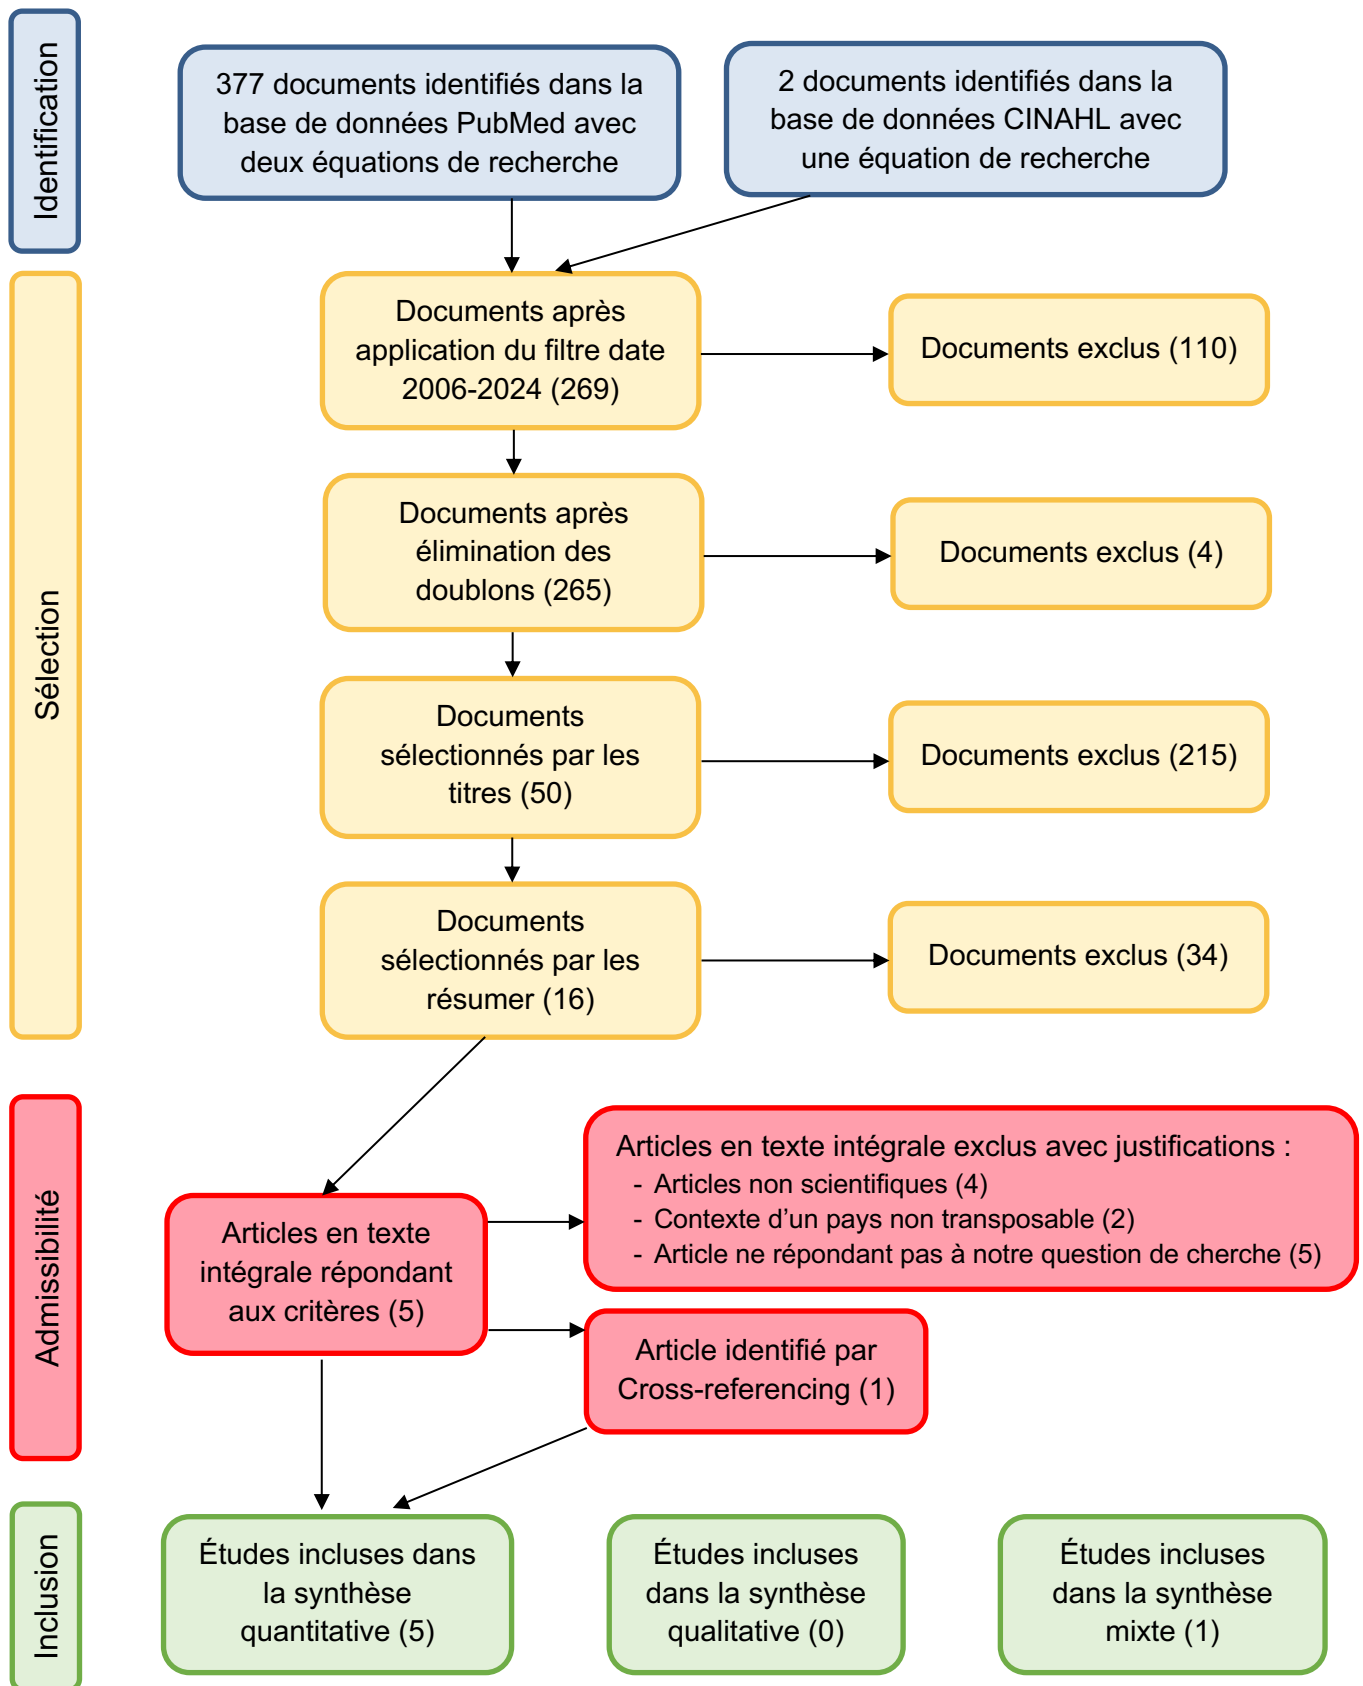 Identification
377 documents identifiés dans la
base de données PubMed avec
deux équations de recherche
2 documents identifiés dans la
base de données CINAHL avec
une équation de recherche
Sélection
Documents après
application du filtre date
2006-2024 (269)
Documents exclus (110)
Documents après
élimination des
doublons (265)
Documents exclus (4)
Documents
sélectionnés par les
titres (50)
Documents exclus (215)
Documents
sélectionnés par les
résumer (16)
Documents exclus (34)
Admissibilité
Articles en texte
intégrale répondant
aux critères (5)
Articles en texte intégrale exclus avec justifications :
- Articles non scientifiques (4)
- Contexte d’un pays non transposable (2)
- Article ne répondant pas à notre question de cherche (5)
Article identifié par
Cross-referencing (1)
Inclusion
Études incluses dans
la synthèse
quantitative (5)
Études incluses
dans la synthèse
qualitative (0)
Études incluses
dans la synthèse
mixte (1)